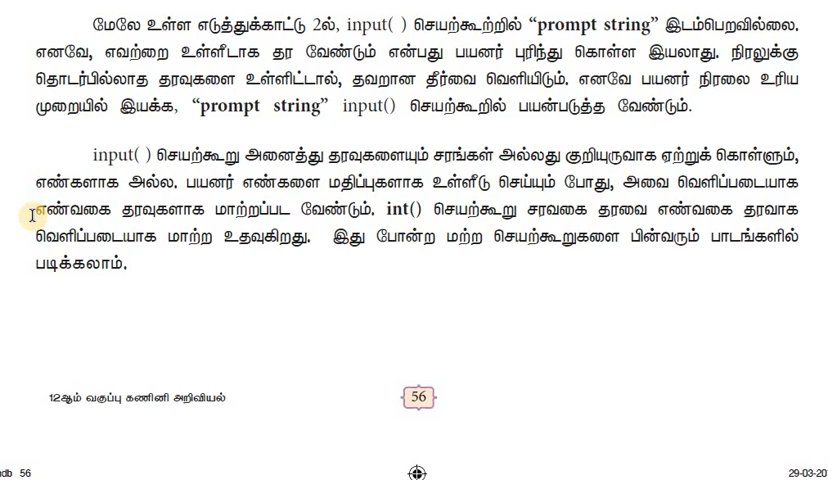 மேலே உள்ள எடுத்துக்காட்டு 2ல், input( ) செயற்கூற்றில் “prompt string” இடம்பெறவில்லை.
எனவே, எவற்றை உள்ளீடாக தர வேண்டும் என்பது பயனர் புரிந்து கொள்ள இயலாது. நிரலுக்கு
தொடர்பில்லாத தரவுகளை உள்ளிட்டால், தவறான தீர்வை வெளியிடும். எனவே பயனர் நிரலை உரிய
முறையில் இயக்க, “prompt string” input() செயற்கூறில் பயன்படுத்த வேண்டும்.
input( ) செயற்கூறு அனைத்து தரவுகளையும் சரங்கள் அல்லது குறியுருவாக ஏற்றுக் கொள்ளும்,
எண்களாக அல்ல. பயனர் எண்களை மதிப்புகளாக உள்ளீடு செய்யும் போது, அவை வெளிப்படையாக
எண்வகை தரவுகளாக மாற்றப்பட வேண்டும். int() செயற்கூறு சரவகை தரவை எண்வகை தரவாக
வெளிப்படையாக மாற்ற உதவுகிறது. இது போன்ற மற்ற செயற்கூறுகளை பின்வரும் பாடங்களில்
படிக்கலாம்.
12ஆம் வகுப்பு கணினி அறிவியல்
56
ndb 56
29-03-20